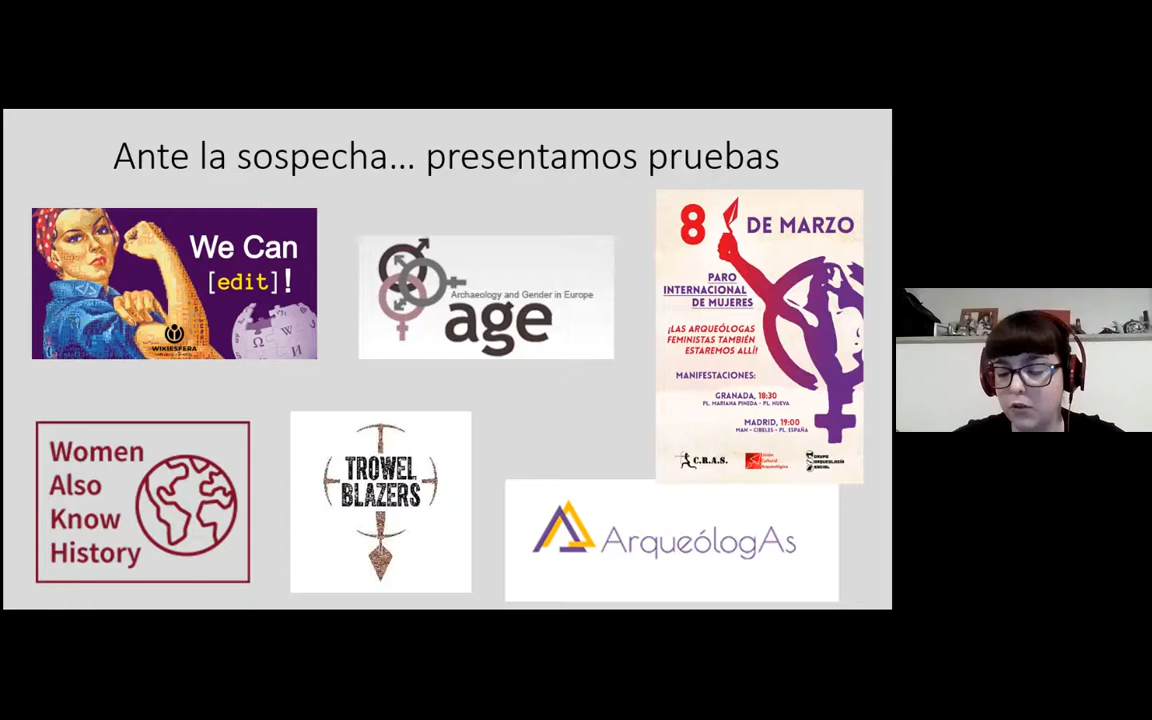 Ante la sospecha... presentamos pruebas
We Can
[edit]!
WIKIESFERA
Archaeology and Gender in Europe
age
8 DE MARZO
PARO
INTERNACIONAL
DE MUJERES
¡LAS ARQUEÓLOGAS
FEMINISTAS TAMBIÉN
ESTAREMOS ALLÍ!
MANIFESTACIONES:
GRANADA, 18:30
PL. MARIANA PINEDA - PL. NUEVA
MADRID, 19:00
MAN - CIBELES - PL. ESPAÑA
C.R.A.S.
Women
Also
Know
History
TROWEL
BLAZERS
ArqueólogAs